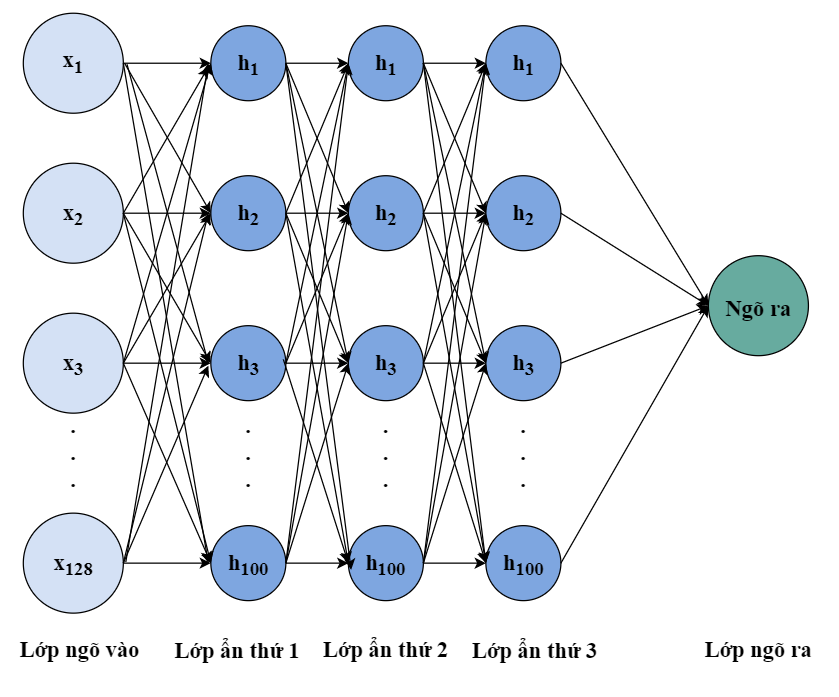 x1 h1 h1 h1
x2 h2 h2 h2
Ngõ ra
x3 h3 h3 h3
. . . .
. . . .
. . . .
x128 h100 h100 h100
Lớp ngõ vào Lớp ẩn thứ 1 Lớp ẩn thứ 2 Lớp ẩn thứ 3 Lớp ngõ ra